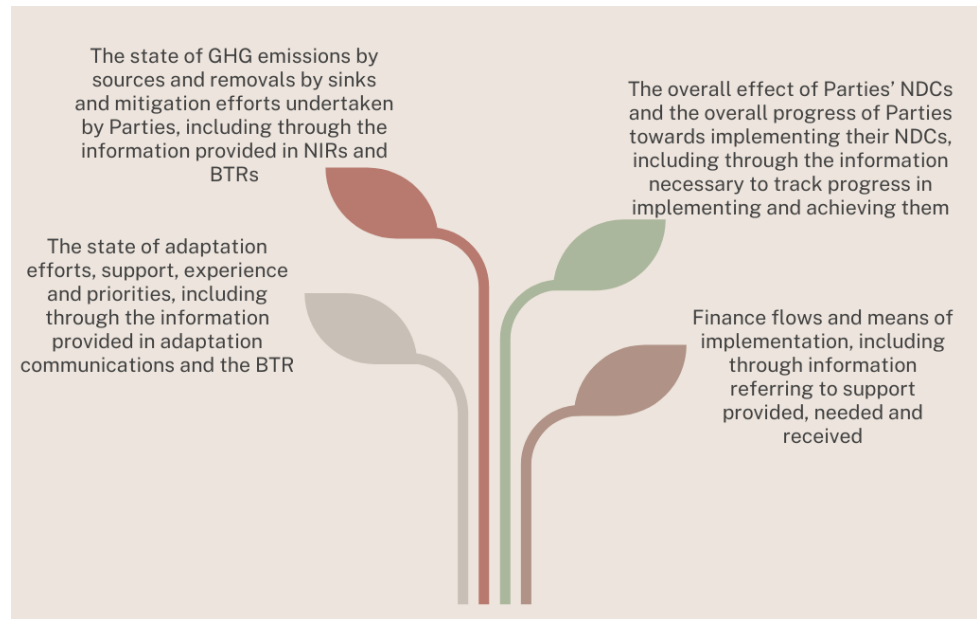 The state of GHG emissions by
sources and removals by sinks
and mitigation efforts undertaken
by Parties, including through the
information provided in NIRs and
BTRs
The overall effect of Parties’ NDCs
and the overall progress of Parties
towards implementing their NDCs,
including through the information
necessary to track progress in
implementing and achieving them
The state of adaptation
efforts, support, experience
and priorities, including
through the information
provided in adaptation
communications and the BTR
Finance flows and means of
implementation, including
through information
referring to support
provided, needed and
received